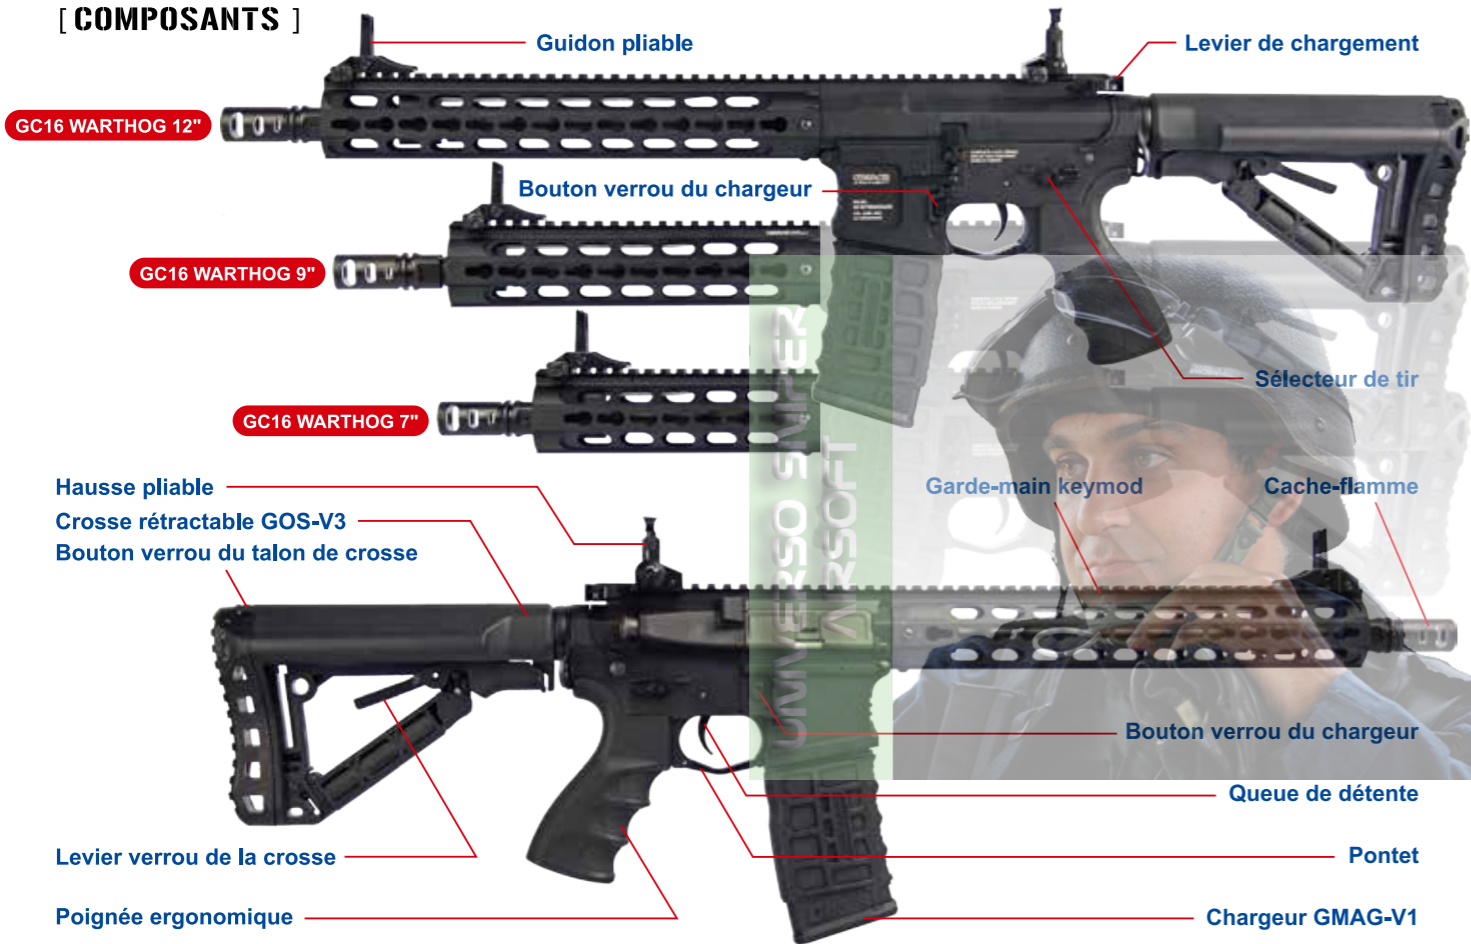 [ COMPOSANTS ]
Guidon pliable
Levier de chargement
GC16 WARTHOG 12"
Bouton verrou du chargeur
GC16 WARTHOG 9"
Sélecteur de tir
GC16 WARTHOG 7"
UNIVERSO SNIPER
AIRSOFT
Hausse pliable
Garde-main keymod
Cache-flamme
Crosse rétractable GOS-V3
Bouton verrou du talon de crosse
Bouton verrou du chargeur
Queue de détente
Levier verrou de la crosse
Pontet
Poignée ergonomique
Chargeur GMAG-V1